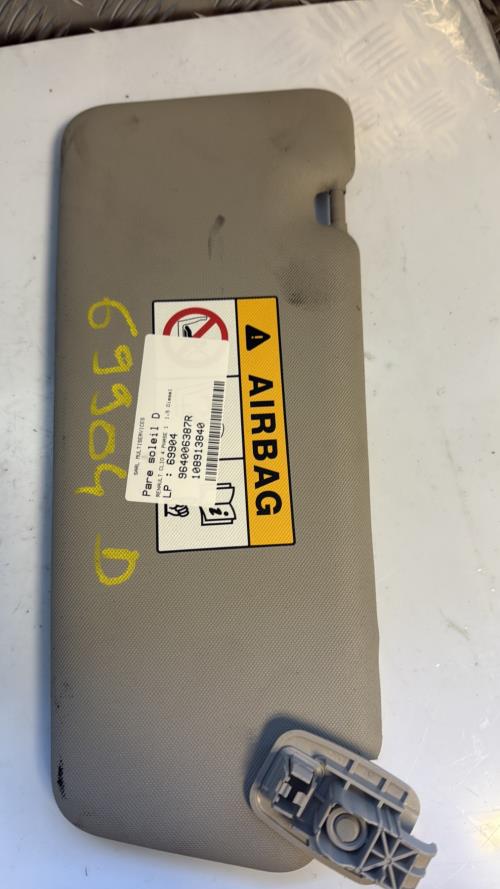 AIRBAG
SARL MULTISERVICES
Pare soleil D
RENAULT CLIO 4 PHASE 1 1.5 Diesel
LP : 69904
964006387R
108913840
69904 D